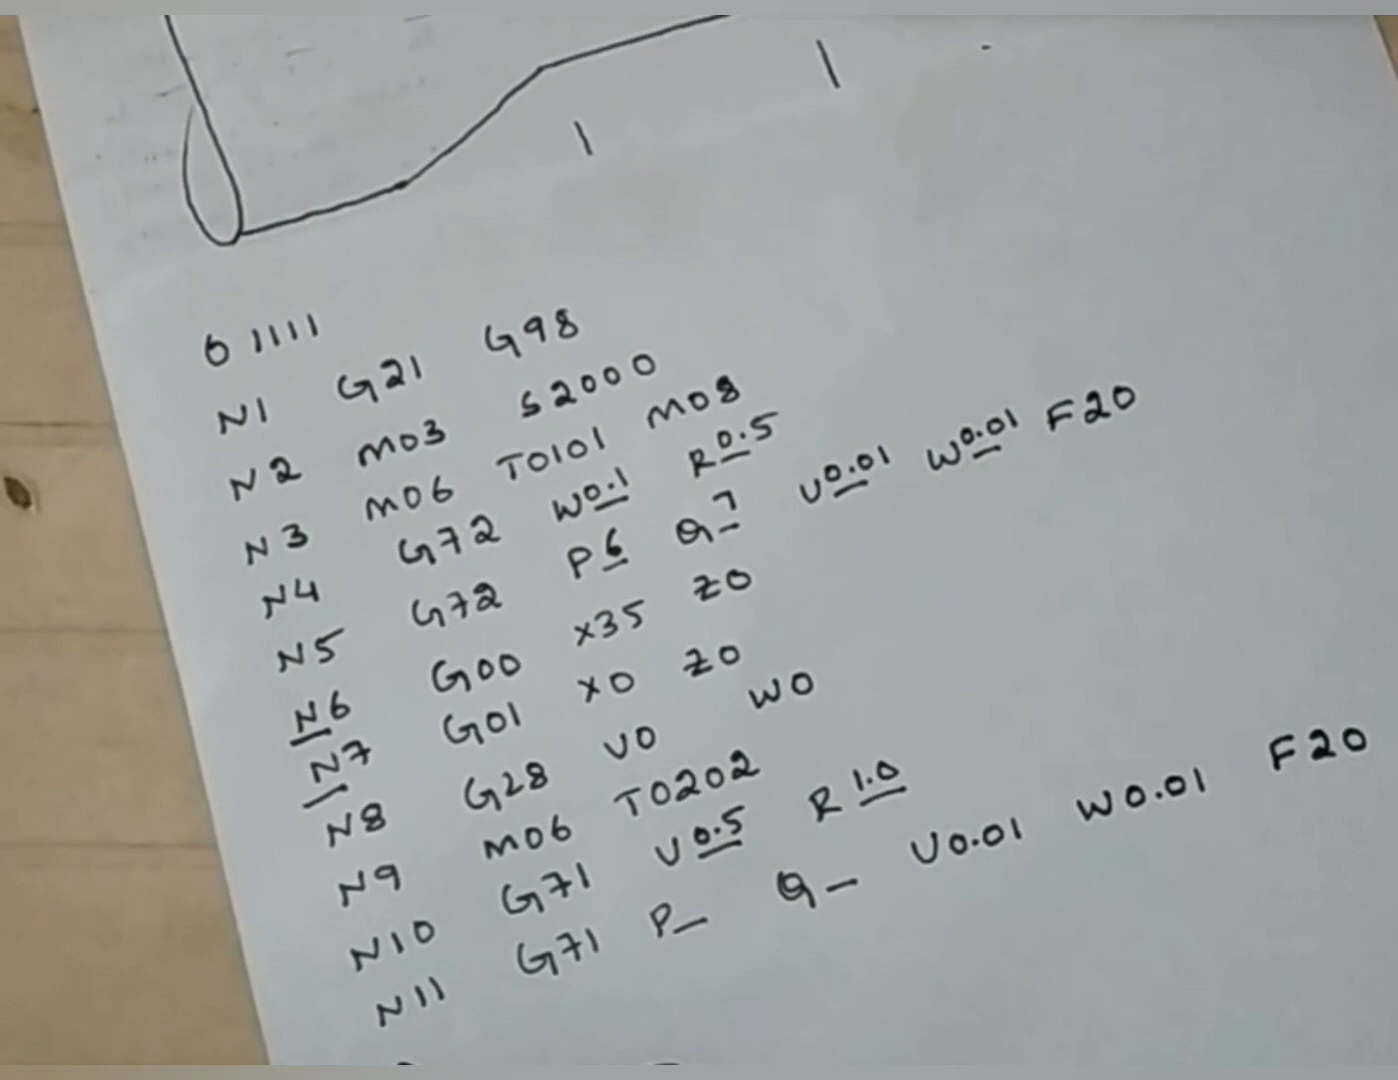 O1111
N1 G21 G98
N2 M03 S2000
N3 M06 T0101 M08
N4 G72 W0.1 R0.5
N5 G72 P6 Q7 U0.01 W0.01 F20
N6 G00 X35 Z0
N7 G01 X0 Z0
N8 G28 U0 W0
N9 M06 T0202
N10 G71 U0.5 R1.0
N11 G71 P_ Q_ U0.01 W0.01 F20